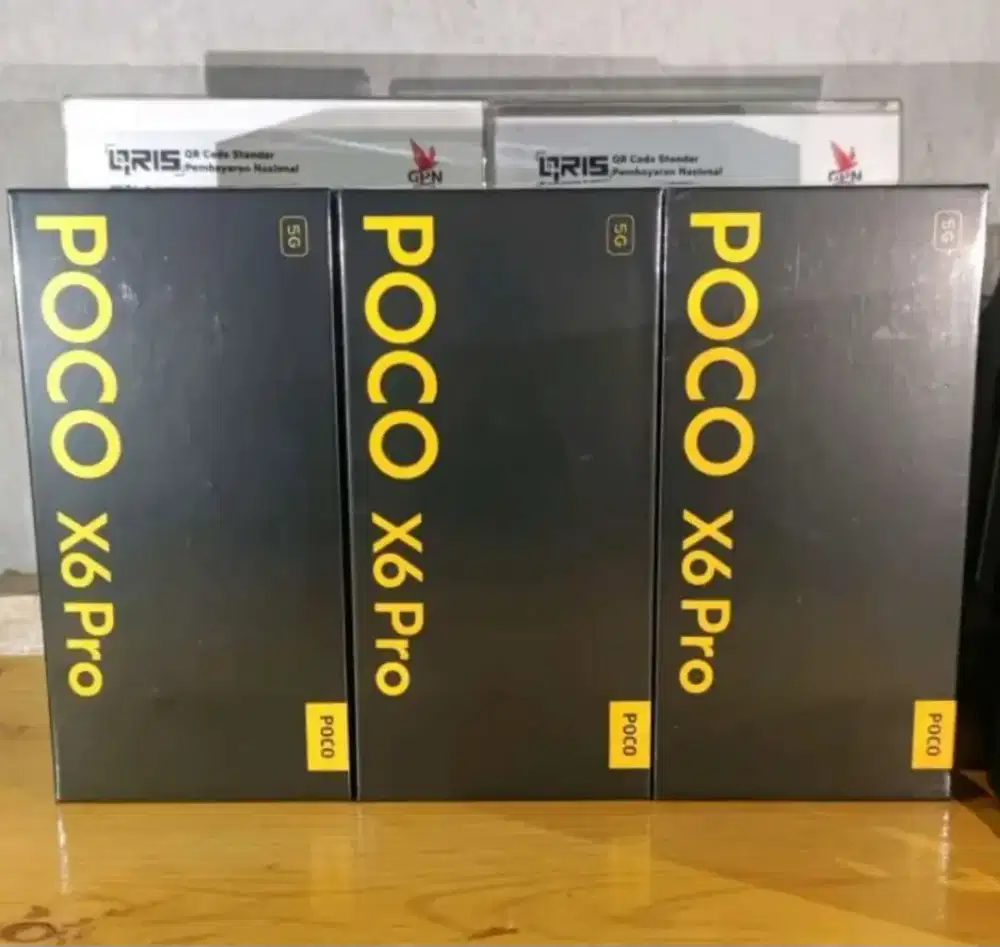 QRIS QR Code Standar
Pembayaran Nasional
GPN
QRIS QR Code Standar
Pembayaran Nasional
GPN
POCO X6 Pro
5G
POCO
POCO X6 Pro
5G
POCO
POCO X6 Pro
5G
POCO